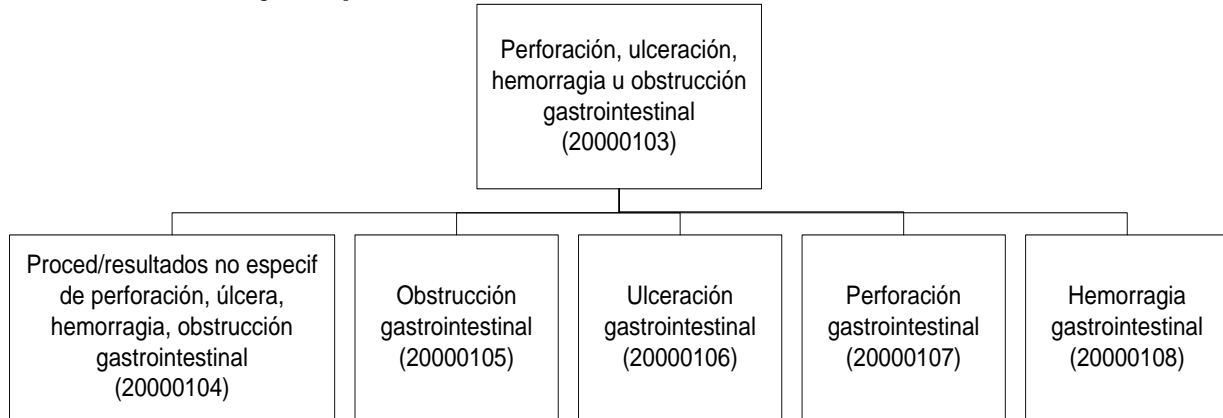 Perforación, ulceración,
hemorragia u obstrucción
gastrointestinal
(20000103)
Proced/resultados no especif
de perforación, úlcera,
hemorragia, obstrucción
gastrointestinal
(20000104)
Obstrucción
gastrointestinal
(20000105)
Ulceración
gastrointestinal
(20000106)
Perforación
gastrointestinal
(20000107)
Hemorragia
gastrointestinal
(20000108)